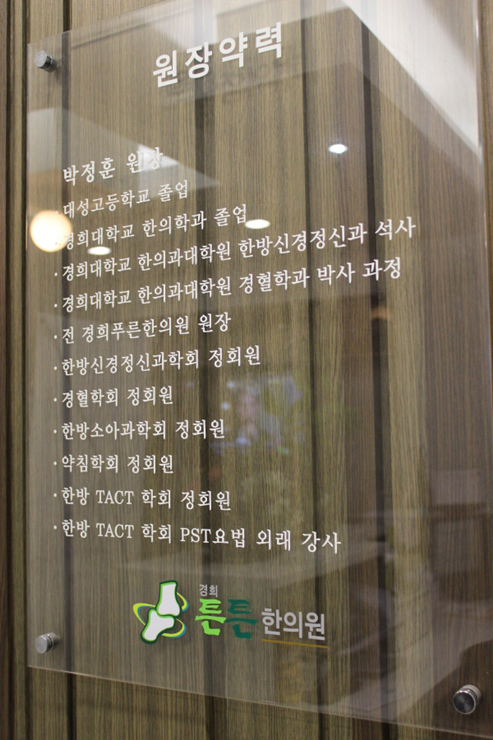 원장약력
박정훈 원장
·대성고등학교 졸업
·경희대학교 한의학과 졸업
·경희대학교 한의과대학원 한방신경정신과 석사
·경희대학교 한의과대학원 경혈학과 박사 과정
·전 경희푸른한의원 원장
·한방신경정신과학회 정회원
·경혈학회 정회원
·한방소아과학회 정회원
·약침학회 정회원
·한방 TACT 학회 정회원
·한방 TACT 학회 PST요법 외래 강사
경희
튼튼한의원